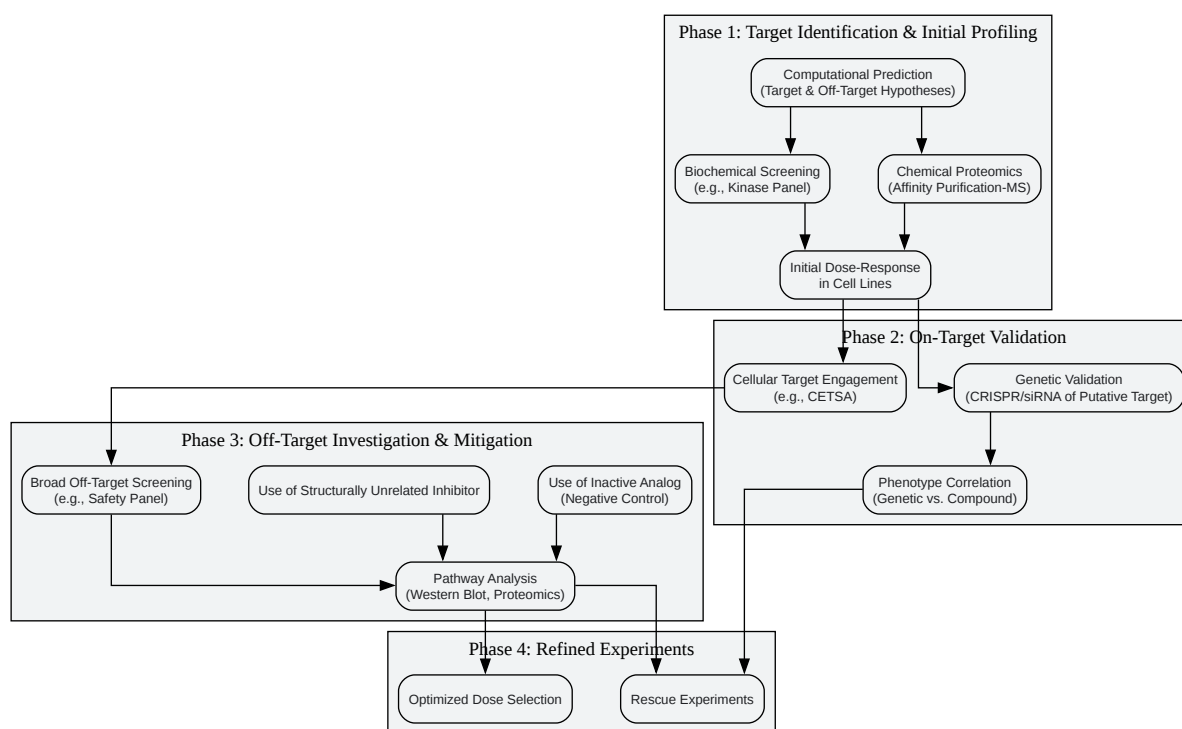 Phase 1: Target Identification & Initial Profiling
Computational Prediction
(Target & Off-Target Hypotheses)
Biochemical Screening
(e.g., Kinase Panel)
Chemical Proteomics
(Affinity Purification-MS)
Initial Dose-Response
in Cell Lines
Phase 2: On-Target Validation
Cellular Target Engagement
(e.g., CETSA)
Genetic Validation
(CRISPR/siRNA of Putative Target)
Phase 3: Off-Target Investigation & Mitigation
Broad Off-Target Screening
(e.g., Safety Panel)
Use of Structurally Unrelated Inhibitor
Use of Inactive Analog
(Negative Control)
Phenotype Correlation
(Genetic vs. Compound)
Pathway Analysis
(Western Blot, Proteomics)
Phase 4: Refined Experiments
Optimized Dose Selection
Rescue Experiments